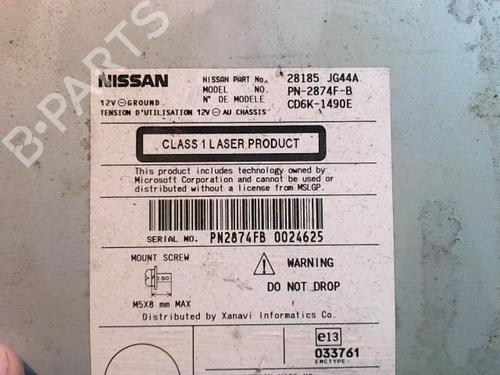 NISSAN
NISSAN PART No. 28185 JG44A
MODEL NO. PN-2874F-B
N° DE MODELE CD6K-1490E
12V ⊖ GROUND
TENSION D'UTILISATION 12V ⊖ AU CHASSIS
CLASS 1 LASER PRODUCT
This product includes technology owned by
Microsoft Corporation and cannot be used or
distributed without a license from MSLGP.
SERIAL NO. PN2874FB 0024625
MOUNT SCREW
M5X8 mm MAX
WARNING
DO NOT DROP
Distributed by Xanavi Informatics Co.
e13
033761